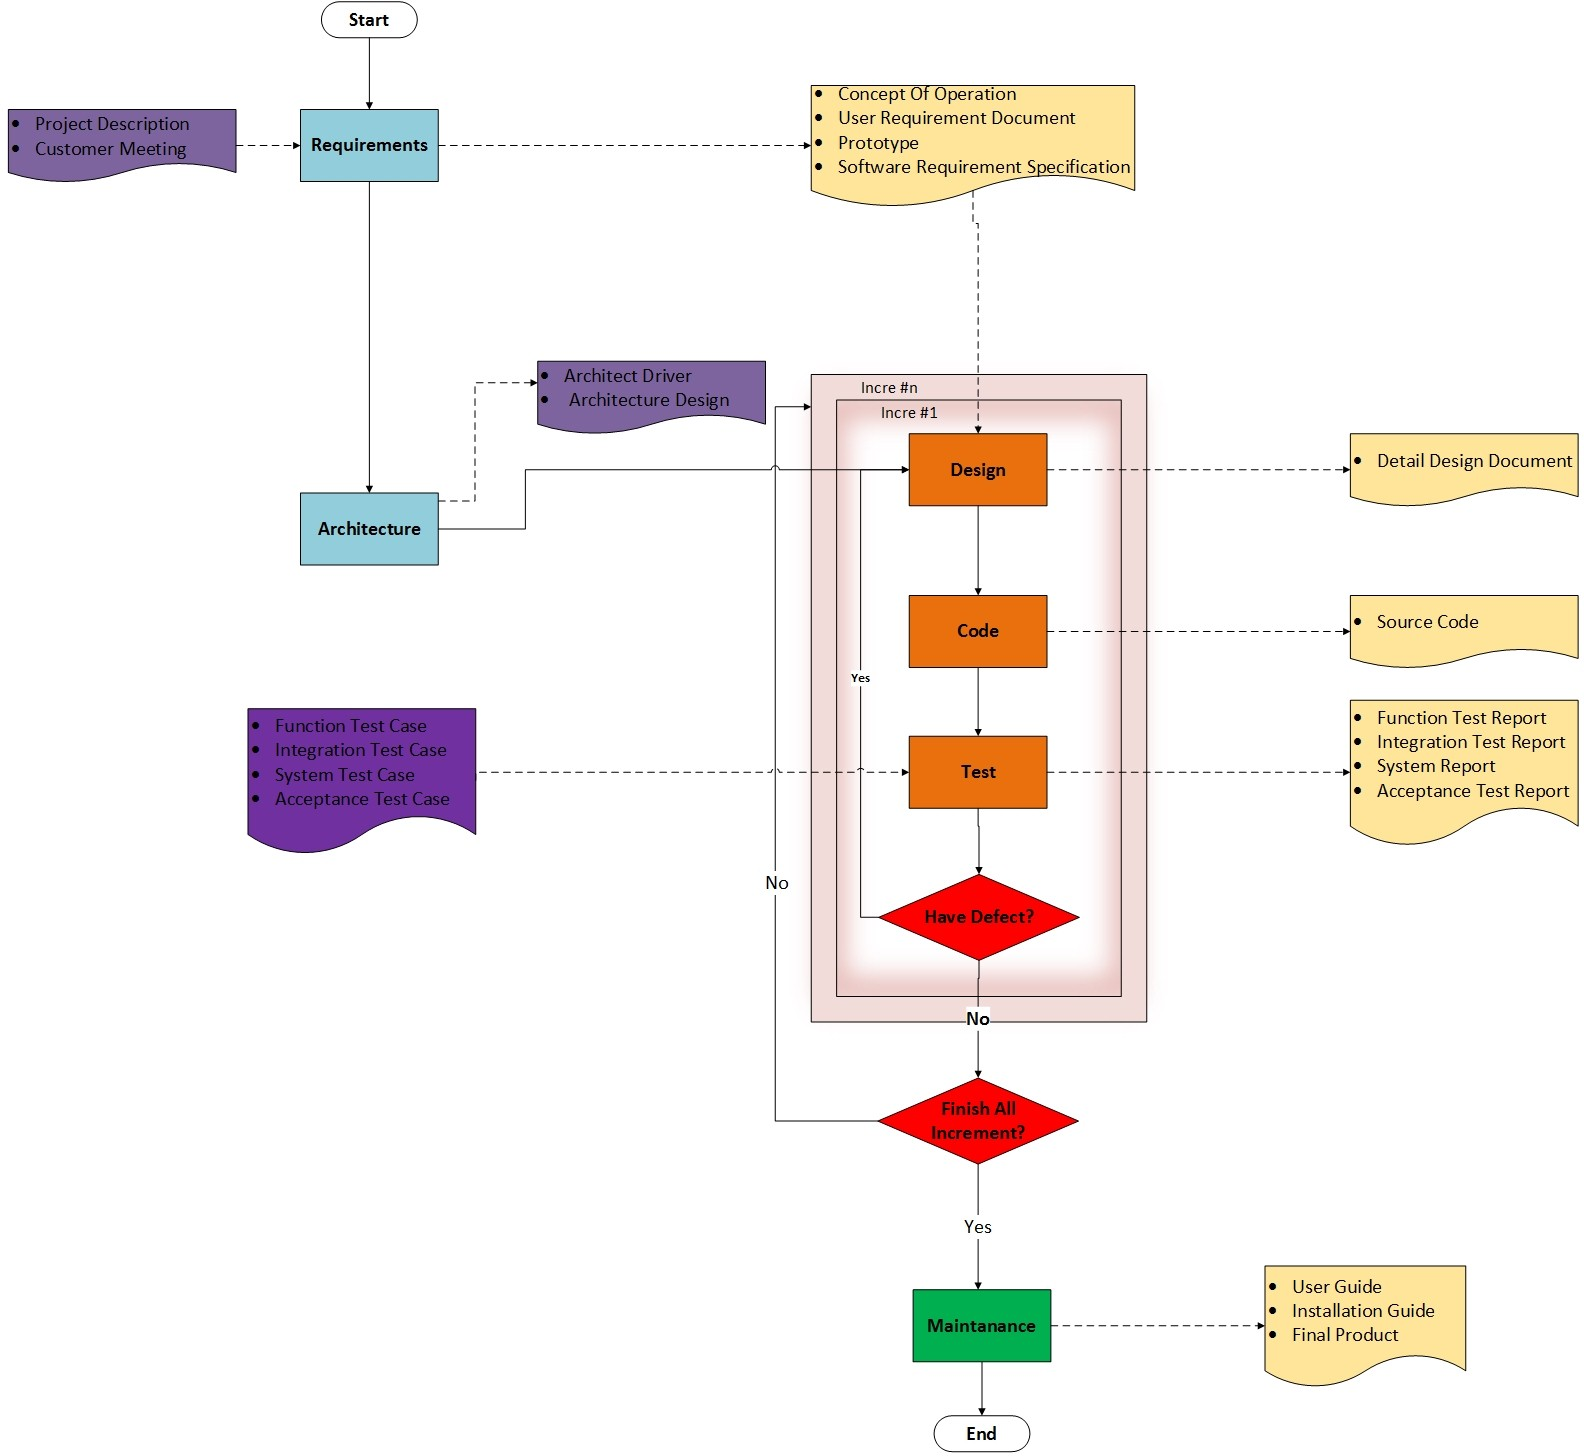 Start
• Project Description
• Customer Meeting
Requirements
• Concept Of Operation
• User Requirement Document
• Prototype
• Software Requirement Specification
• Architect Driver
• Architecture Design
Incre #n
Incre #1
Architecture
Design
• Detail Design Document
Code
• Source Code
Yes
• Function Test Case
• Integration Test Case
• System Test Case
• Acceptance Test Case
Test
• Function Test Report
• Integration Test Report
• System Report
• Acceptance Test Report
No
Have Defect?
No
Finish All
Increment?
Yes
Maintanance
• User Guide
• Installation Guide
• Final Product
End